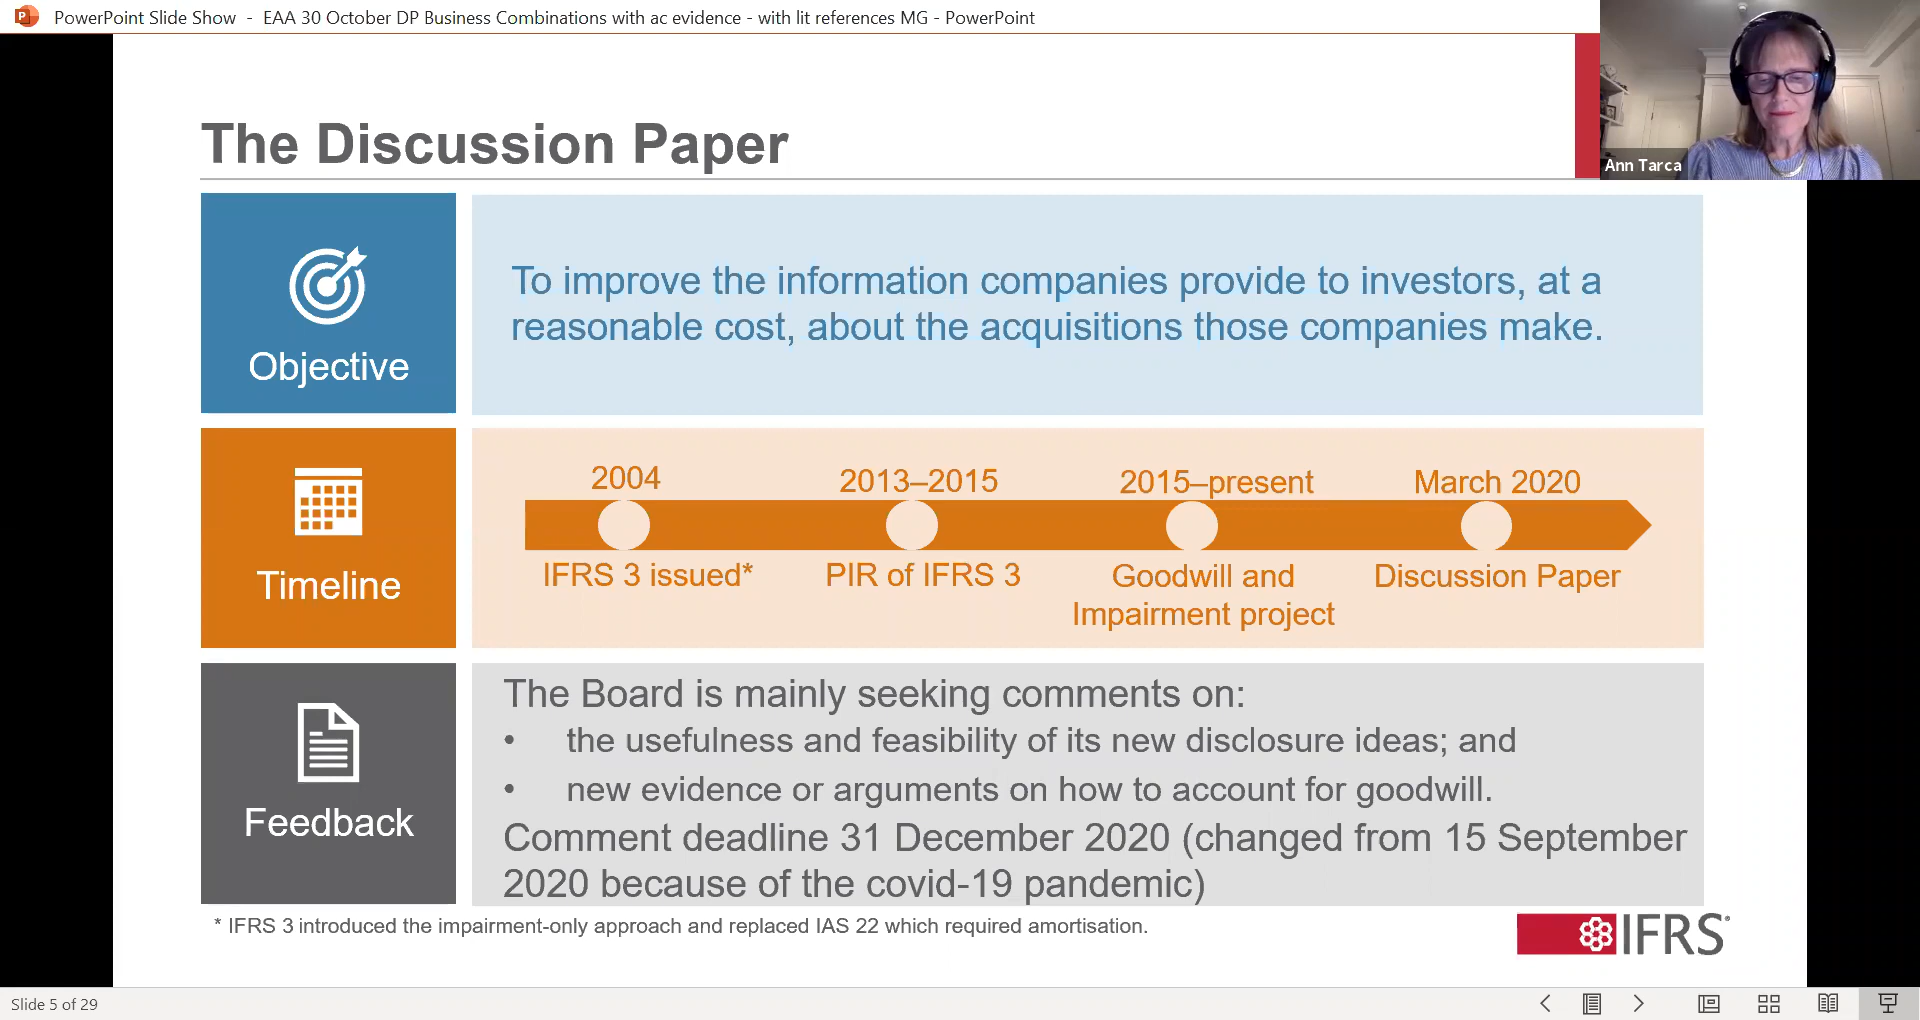 PowerPoint Slide Show - EAA 30 October DP Business Combinations with ac evidence - with lit references MG - PowerPoint
Ann Tarca
The Discussion Paper
Objective
To improve the information companies provide to investors, at a
reasonable cost, about the acquisitions those companies make.
Timeline
2004
2013–2015
2015–present
March 2020
IFRS 3 issued*
PIR of IFRS 3
Goodwill and
Impairment project
Discussion Paper
Feedback
The Board is mainly seeking comments on:
• the usefulness and feasibility of its new disclosure ideas; and
• new evidence or arguments on how to account for goodwill.
Comment deadline 31 December 2020 (changed from 15 September
2020 because of the covid-19 pandemic)
* IFRS 3 introduced the impairment-only approach and replaced IAS 22 which required amortisation.
IFRS®
Slide 5 of 29